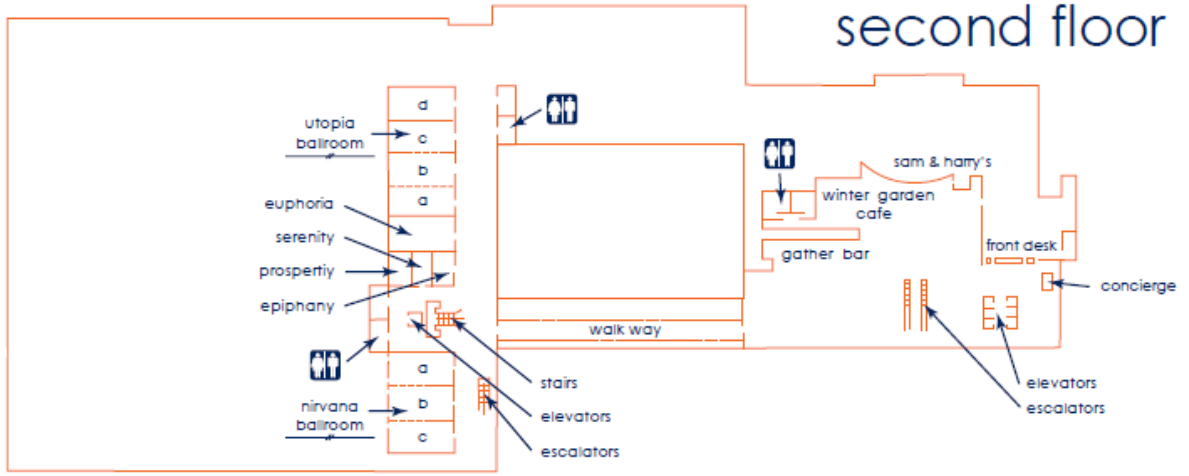 second floor
d
utopia
ballroom
c
b
a
euphoria
serenity
prospertiy
epiphany
sam & harry's
winter garden
cafe
gather bar
front desk
concierge
walk way
a
stairs
elevators
nirvana
ballroom
b
elevators
escalators
c
escalators